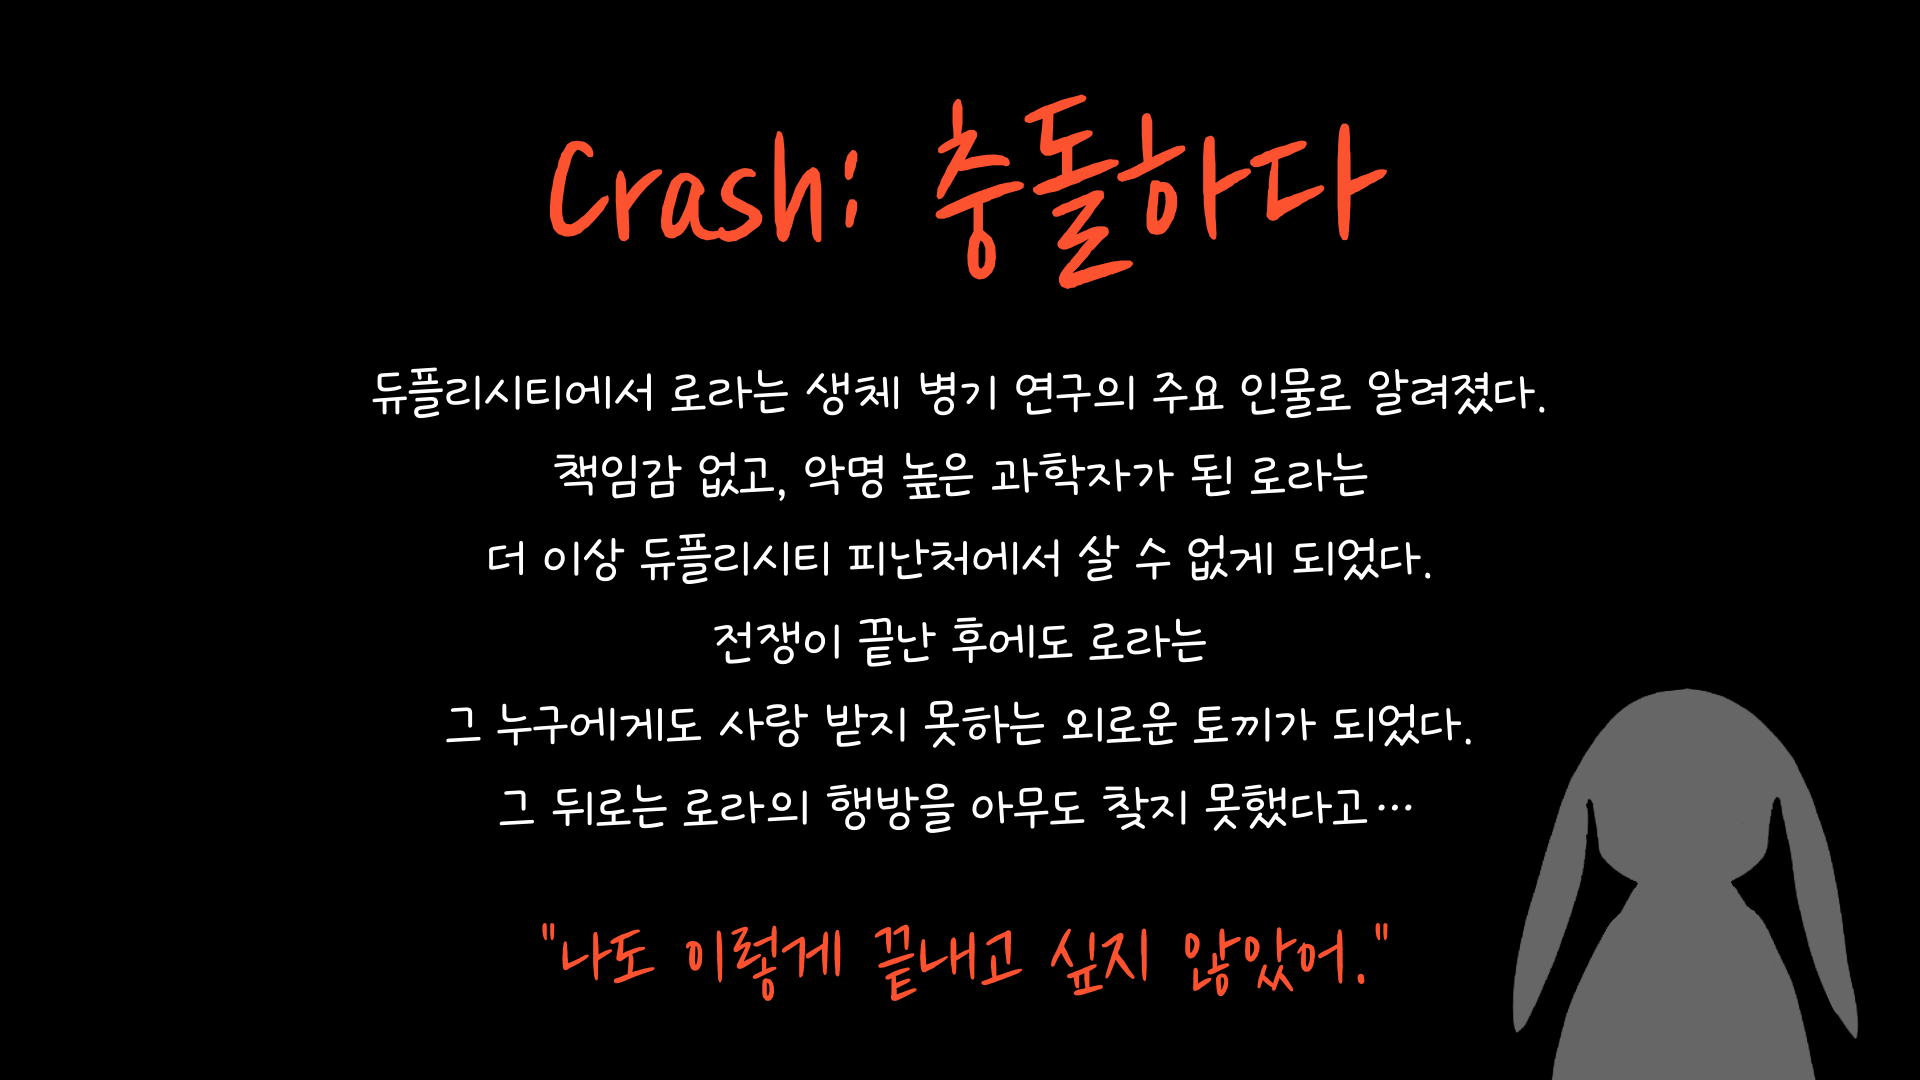 Crash: 충돌하다
듀플리시티에서 로라는 생체 병기 연구의 주요 인물로 알려졌다.
책임감 없고, 악명 높은 과학자가 된 로라는
더 이상 듀플리시티 피난처에서 살 수 없게 되었다.
전쟁이 끝난 후에도 로라는
그 누구에게도 사랑 받지 못하는 외로운 토끼가 되었다.
그 뒤로는 로라의 행방을 아무도 찾지 못했다고…
"나도 이렇게 끝내고 싶지 않았어."